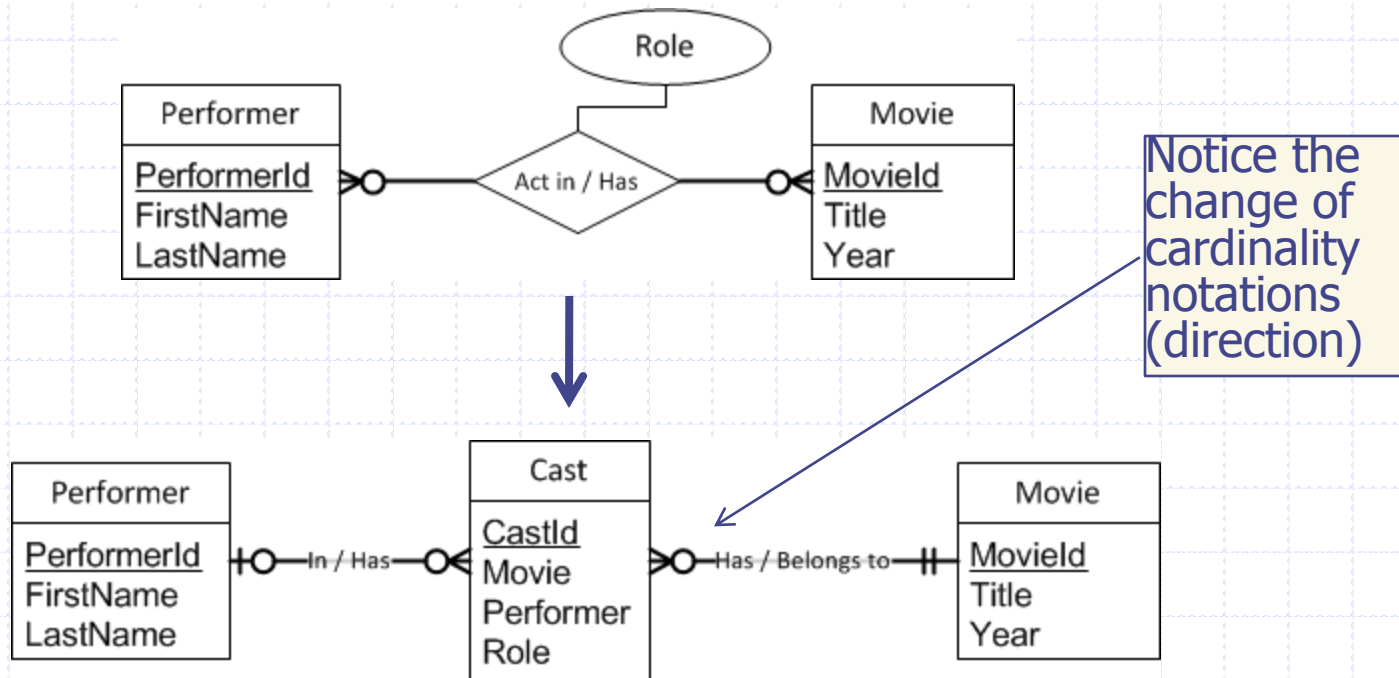 Role
Performer
PerformerId
FirstName
LastName
Act in / Has
Movie
MovieId
Title
Year
Notice the
change of
cardinality
notations
(direction)
Performer
PerformerId
FirstName
LastName
In / Has
Cast
CastId
Movie
Performer
Role
Has / Belongs to
Movie
MovieId
Title
Year